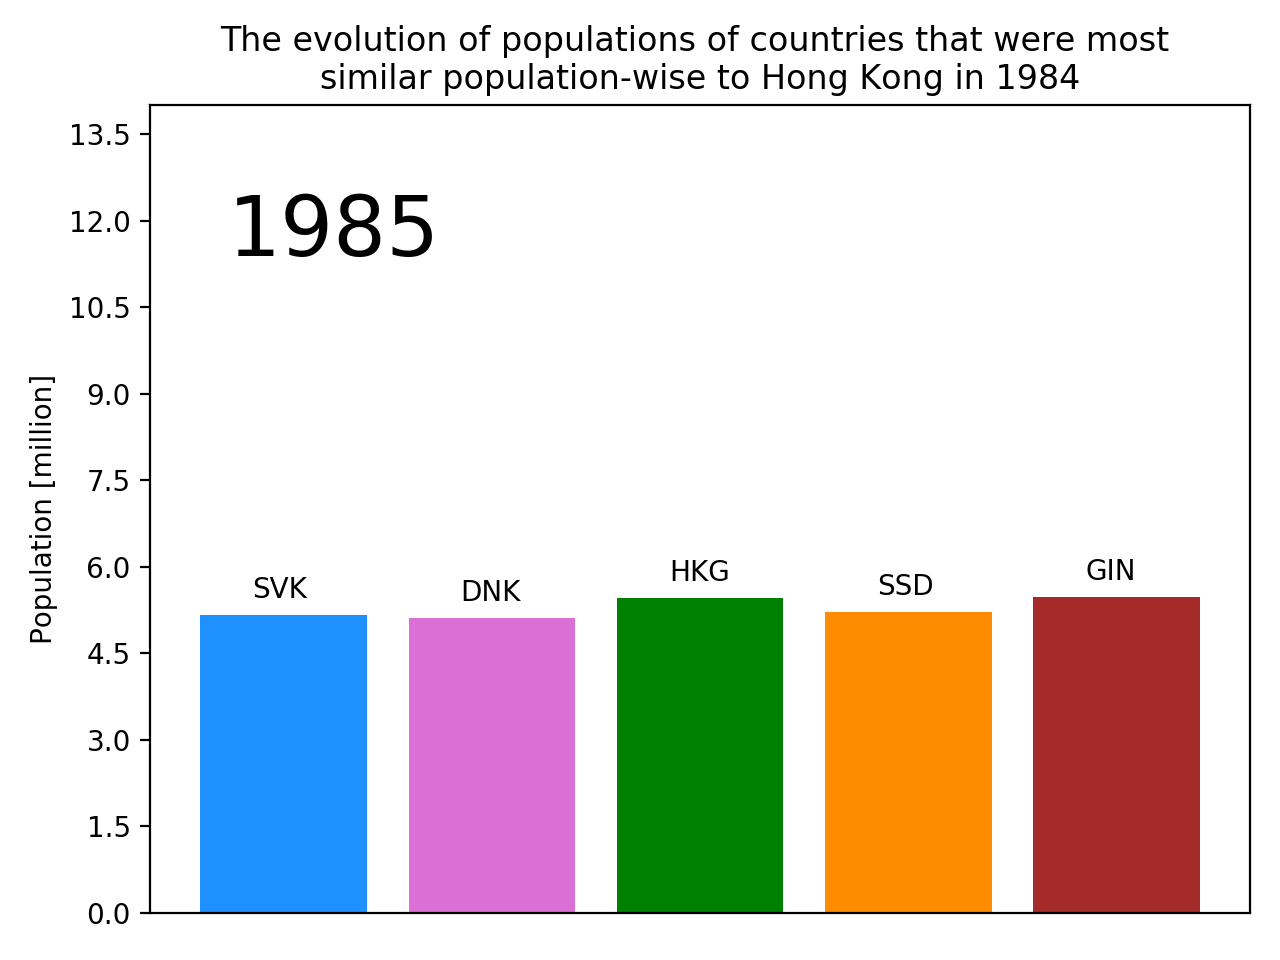 The evolution of populations of countries that were most
similar population-wise to Hong Kong in 1984
13.5
12.0
10.5
9.0
7.5
6.0
4.5
3.0
1.5
0.0
Population [million]
1985
SVK
DNK
HKG
SSD
GIN